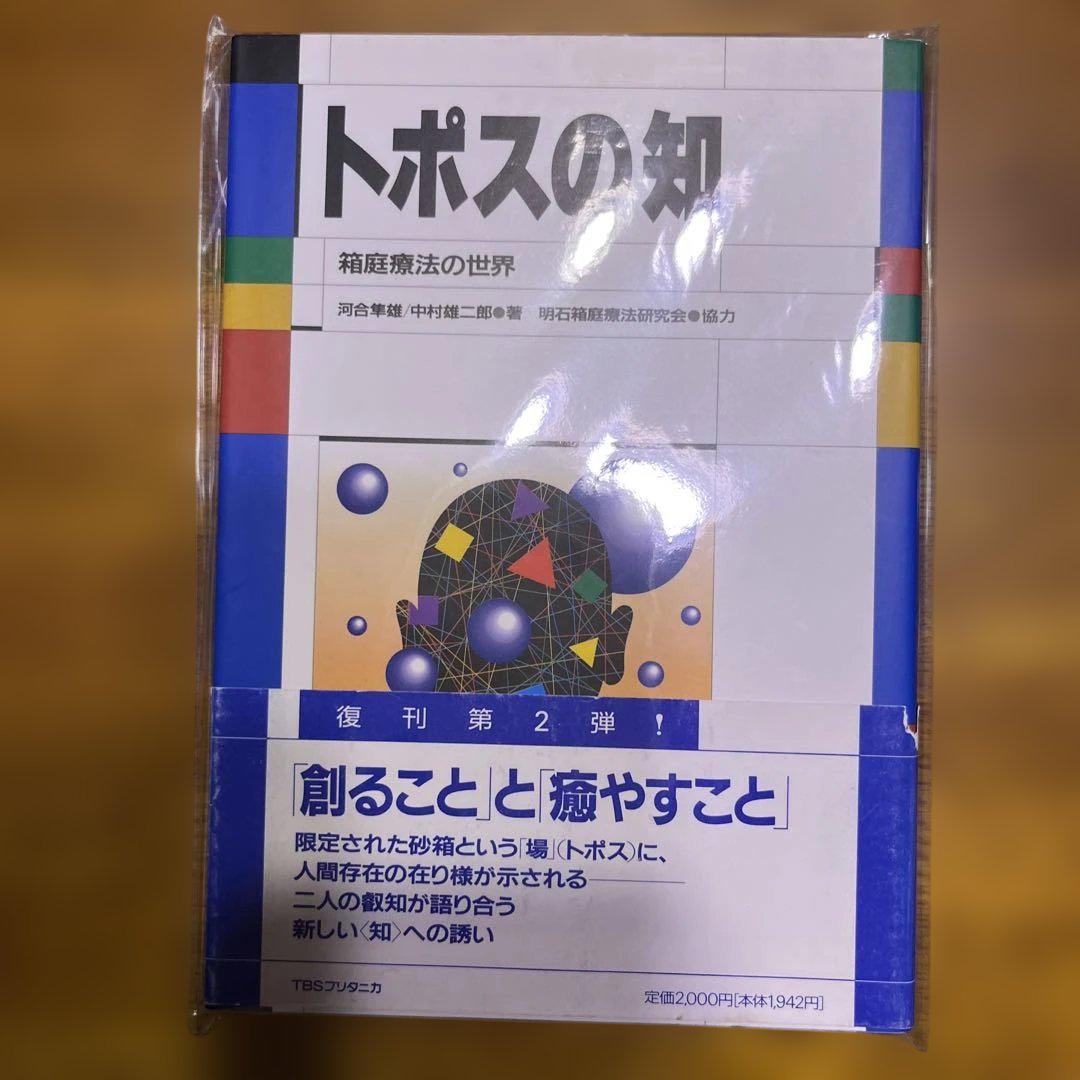 トポスの知
箱庭療法の世界
河合隼雄/中村雄二郎●著 明石箱庭療法研究会●協力
復刊第2弾!
「創ること」と「癒やすこと」
限定された砂箱という「場」(トポス)に、
人間存在の在り様が示される――
二人の叡知が語り合う
新しい〈知〉への誘い
TBSブリタニカ
定価2,000円[本体1,942円]